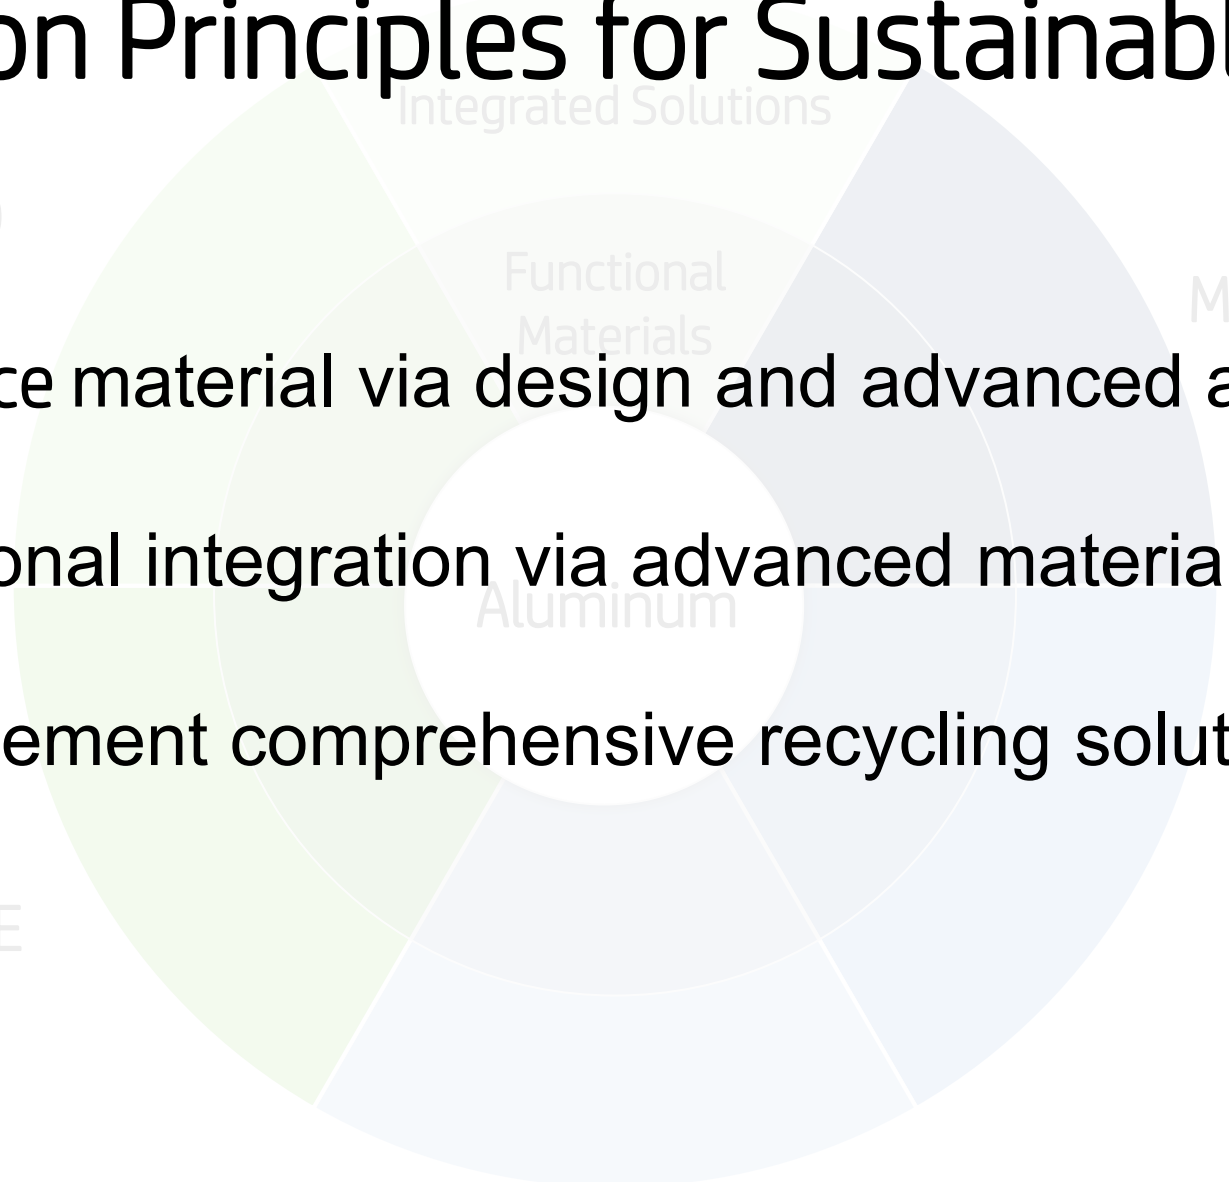 on Principles for Sustainabl
Integrated Solutions
Functional
Materials
M
ce material via design and advanced a
onal integration via advanced materia
Aluminum
ement comprehensive recycling solut
E